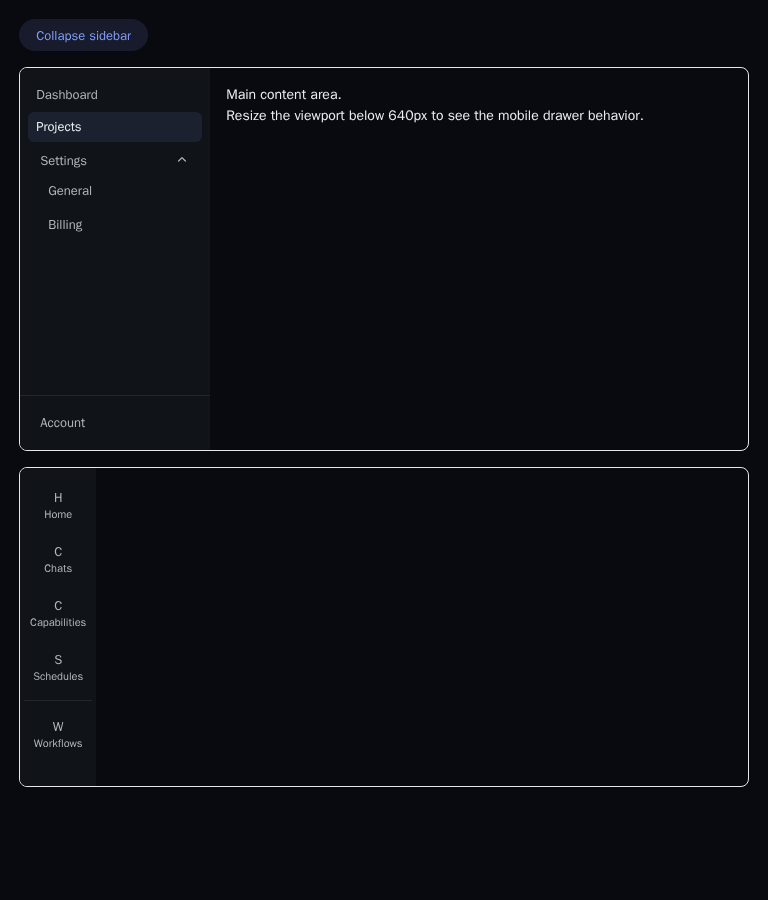 Collapse sidebar
Dashboard
Projects
Settings
General
Billing
Account
Main content area.
Resize the viewport below 640px to see the mobile drawer behavior.
H
Home
C
Chats
C
Capabilities
S
Schedules
W
Workflows